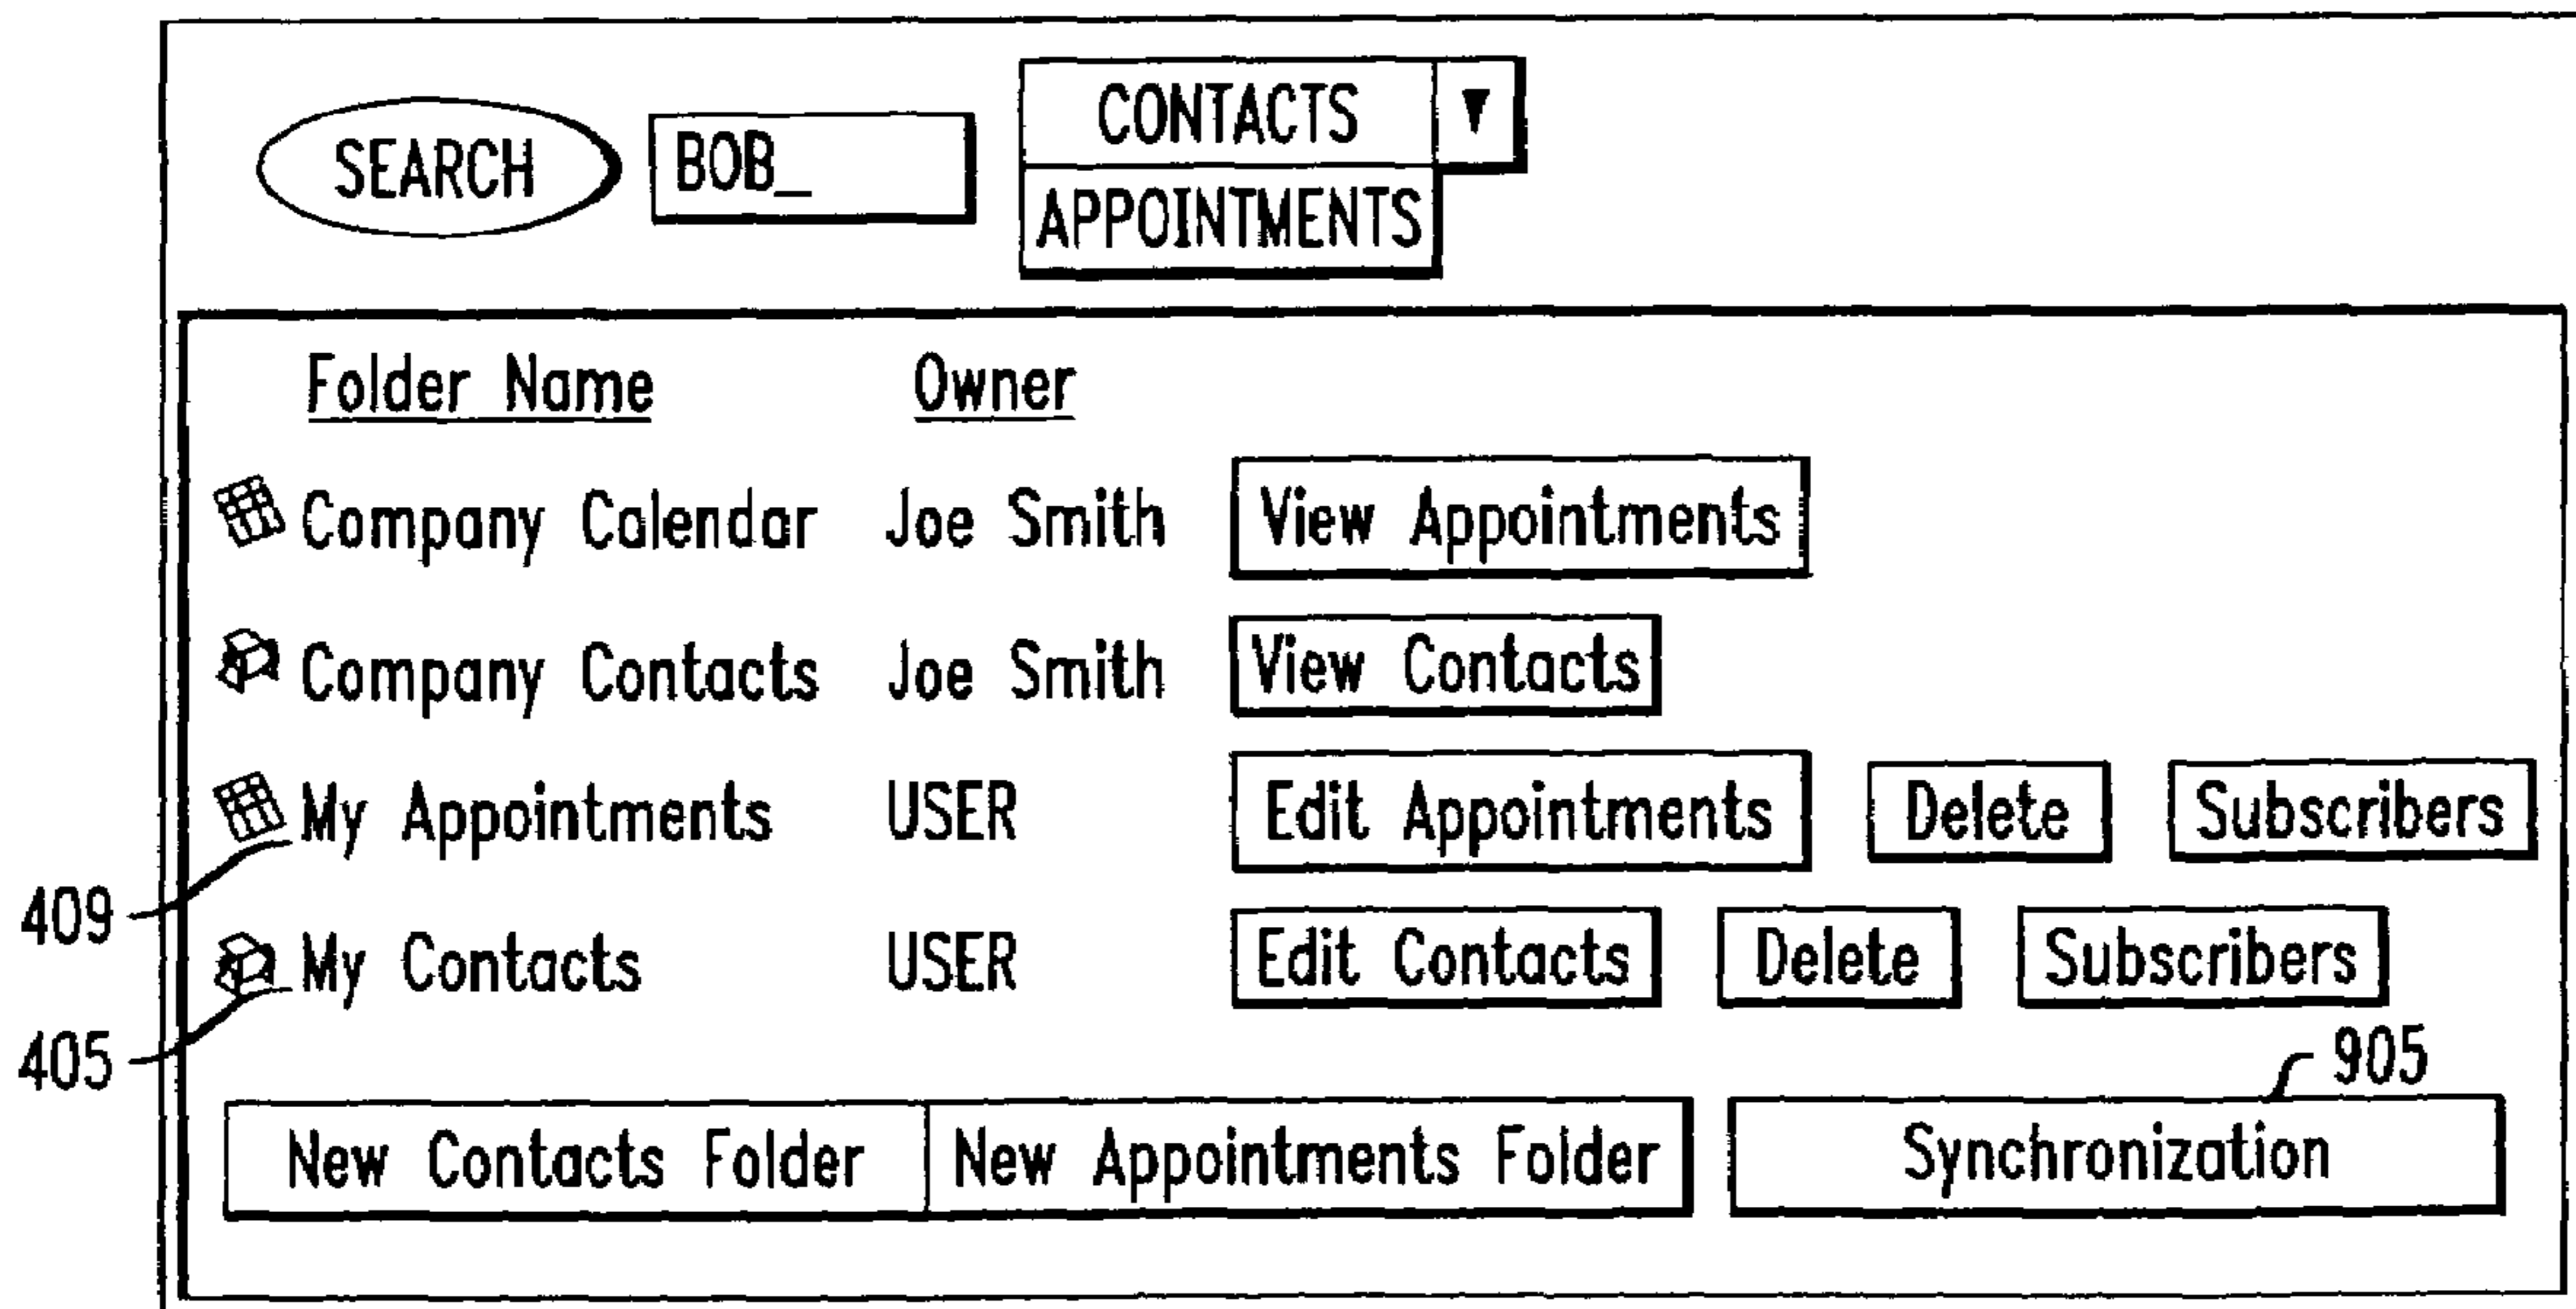 CONTACTS ▼
SEARCH BOB_
APPOINTMENTS
Folder Name Owner
Company Calendar Joe Smith View Appointments
Company Contacts Joe Smith View Contacts
My Appointments USER Edit Appointments Delete Subscribers
409
My Contacts USER Edit Contacts Delete Subscribers
405
905
New Contacts Folder New Appointments Folder Synchronization